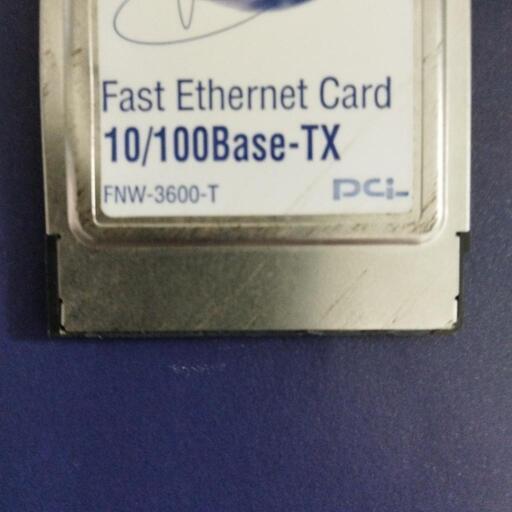 Fast Ethernet Card
10/100Base-TX
FNW-3600-T PCi